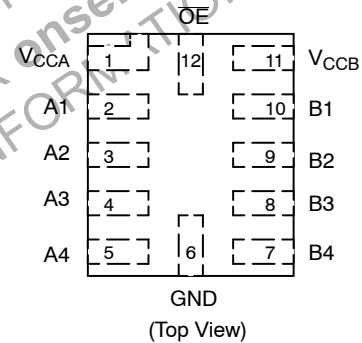 OE
VCCA 1 12 11 VCCB
A1 2 10 B1
A2 3 9 B2
A3 4 8 B3
A4 5 6 7 B4
GND
(Top View)